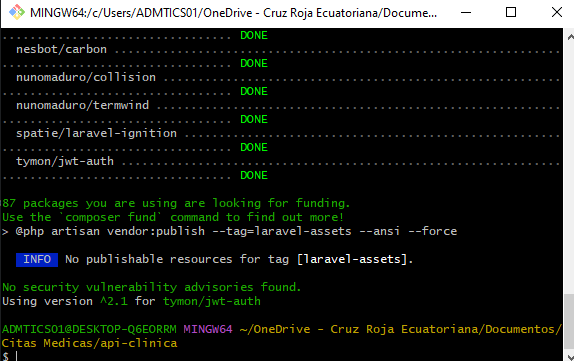 MINGW64:/c/Users/ADMTICS01/OneDrive - Cruz Roja Ecuatoriana/Docume...
................................ DONE
nesbot/carbon ................................................................
................................ DONE
nunomaduro/collision ................................................................
................................ DONE
nunomaduro/termwind ................................................................
................................ DONE
spatie/laravel-ignition ................................................................
................................ DONE
tymon/jwt-auth ................................................................
................................ DONE
87 packages you are using are looking for funding.
Use the `composer fund` command to find out more!
> @php artisan vendor:publish --tag=laravel-assets --ansi --force
INFO No publishable resources for tag [laravel-assets].
No security vulnerability advisories found.
Using version ^2.1 for tymon/jwt-auth
ADMTICS01@DESKTOP-Q6EORRM MINGW64 ~/OneDrive - Cruz Roja Ecuatoriana/Documentos/
Citas Medicas/api-clinica
$